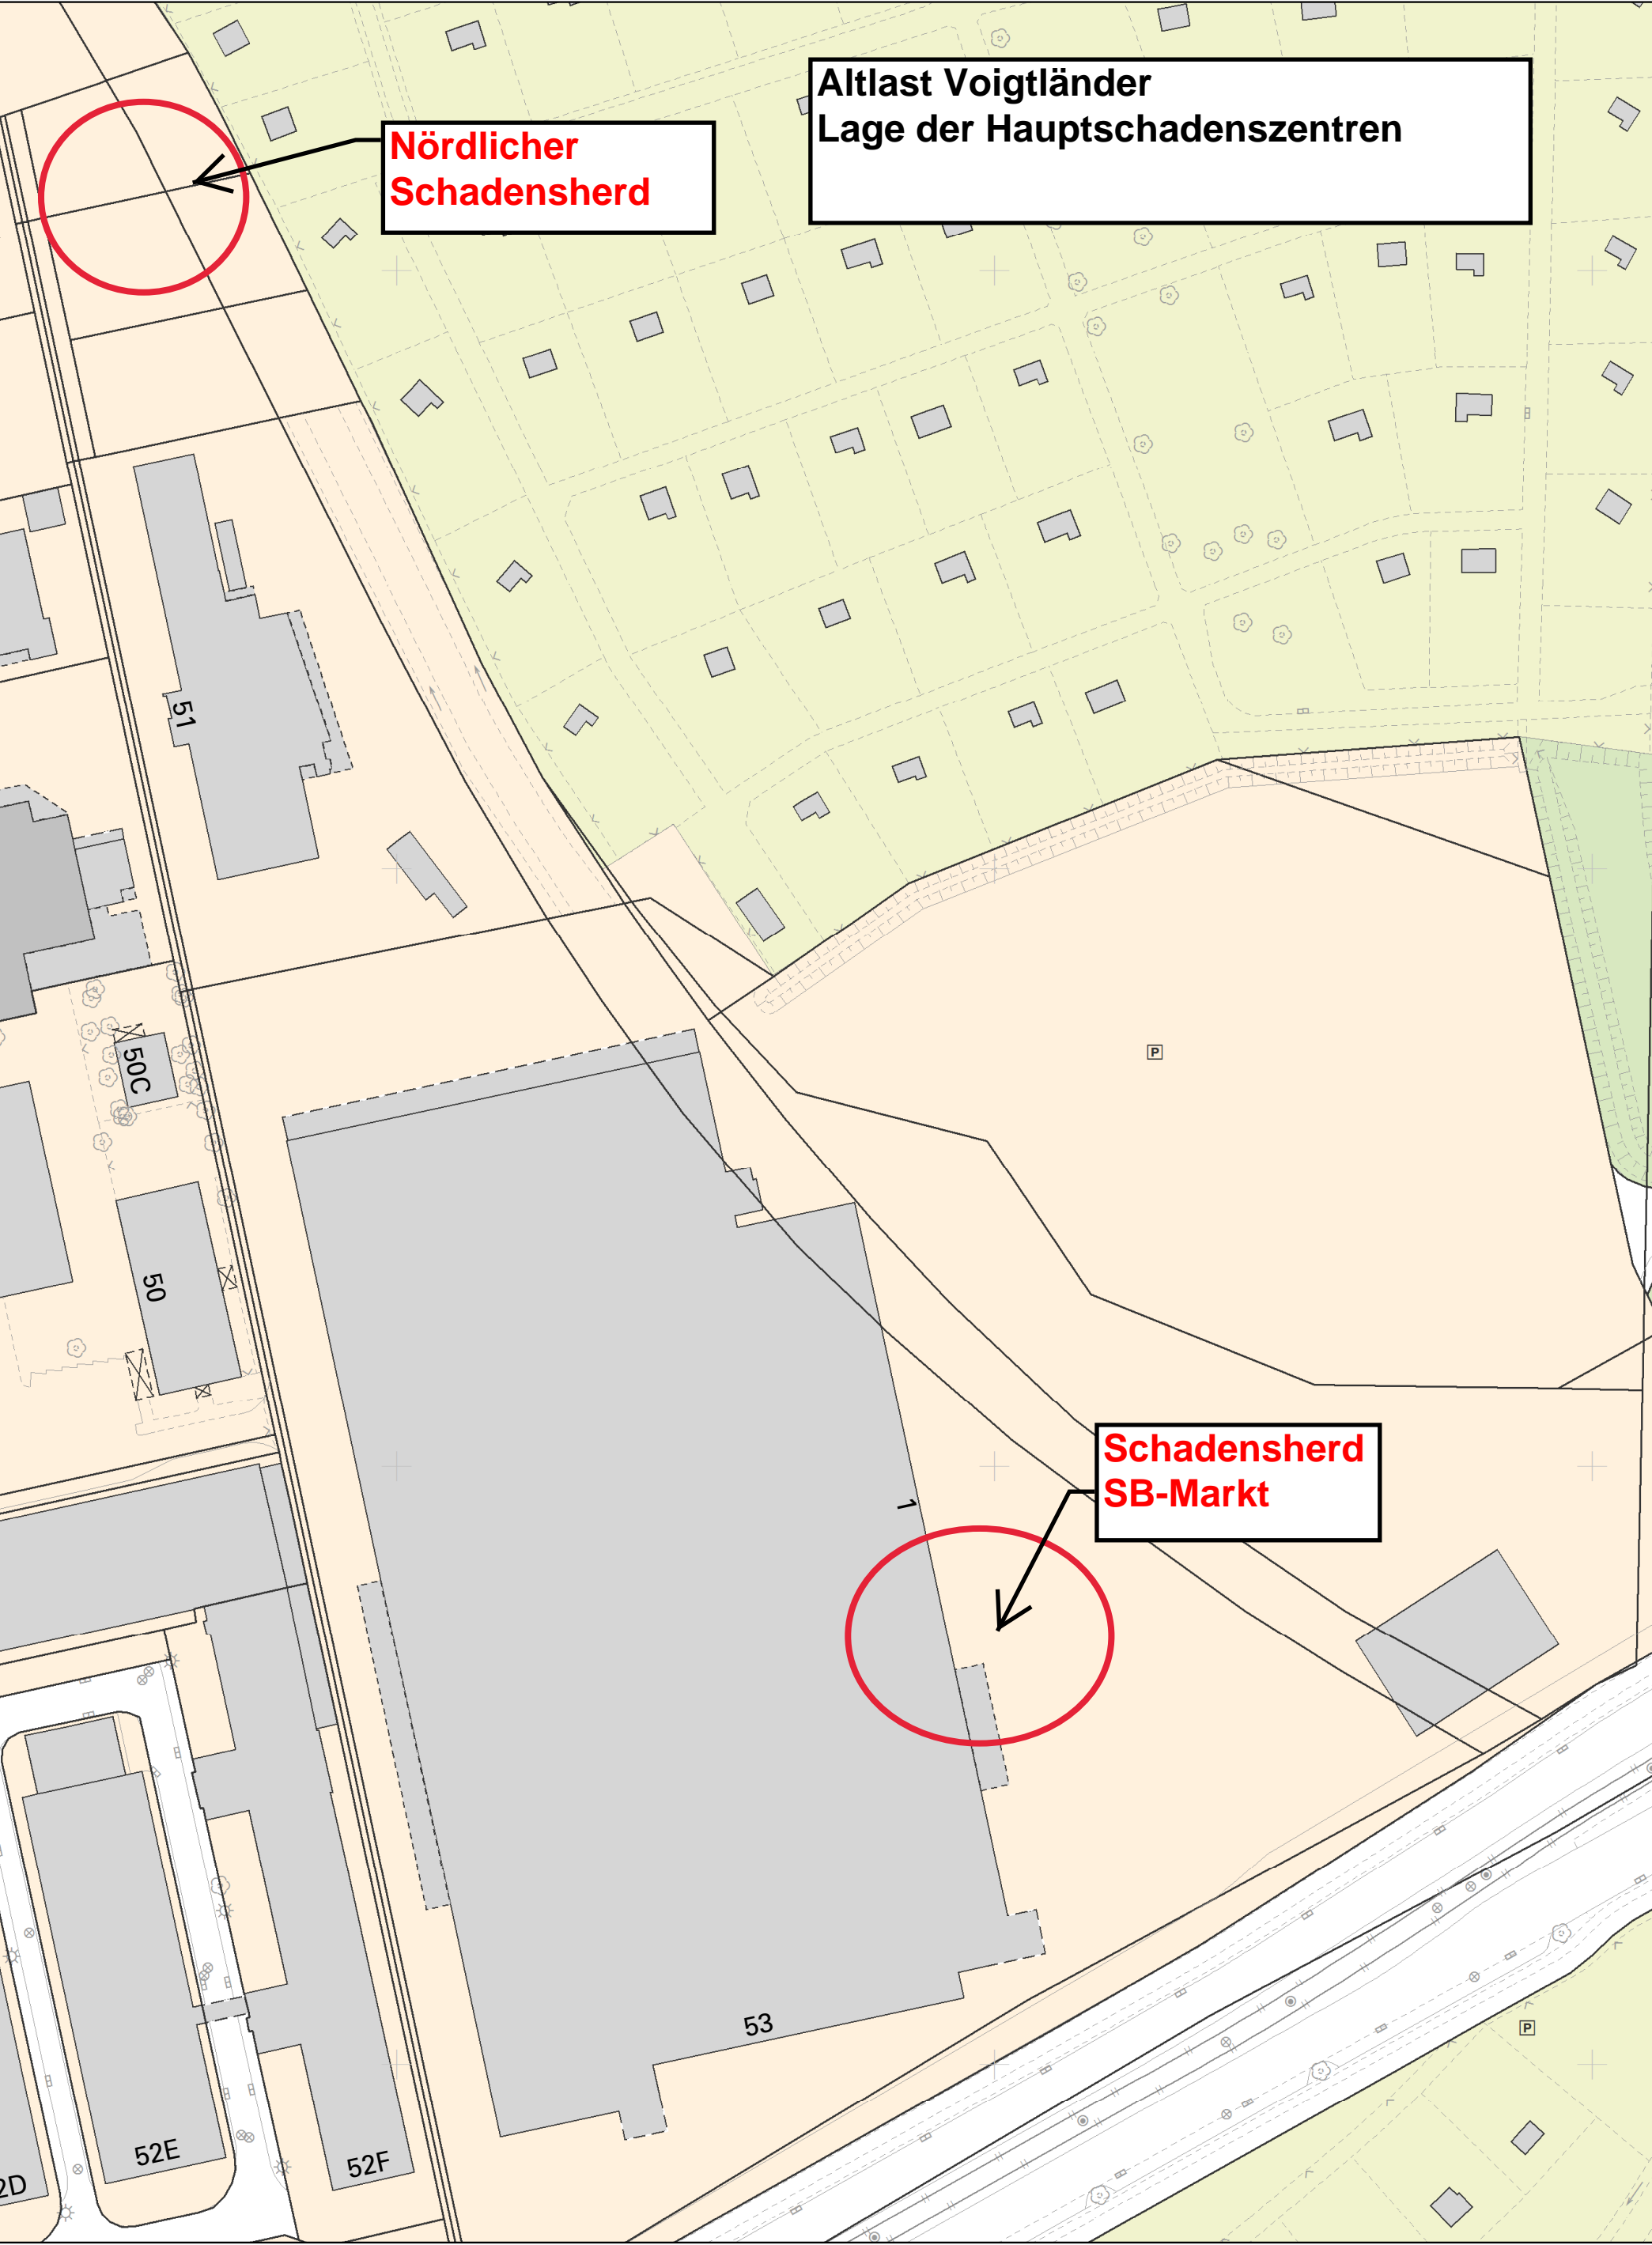 Altlast Voigtländer
Lage der Hauptschadenszentren
Nördlicher
Schadensherd
51
50C
P
50
Schadensherd
SB-Markt
1
53
P
52E
52F
2D